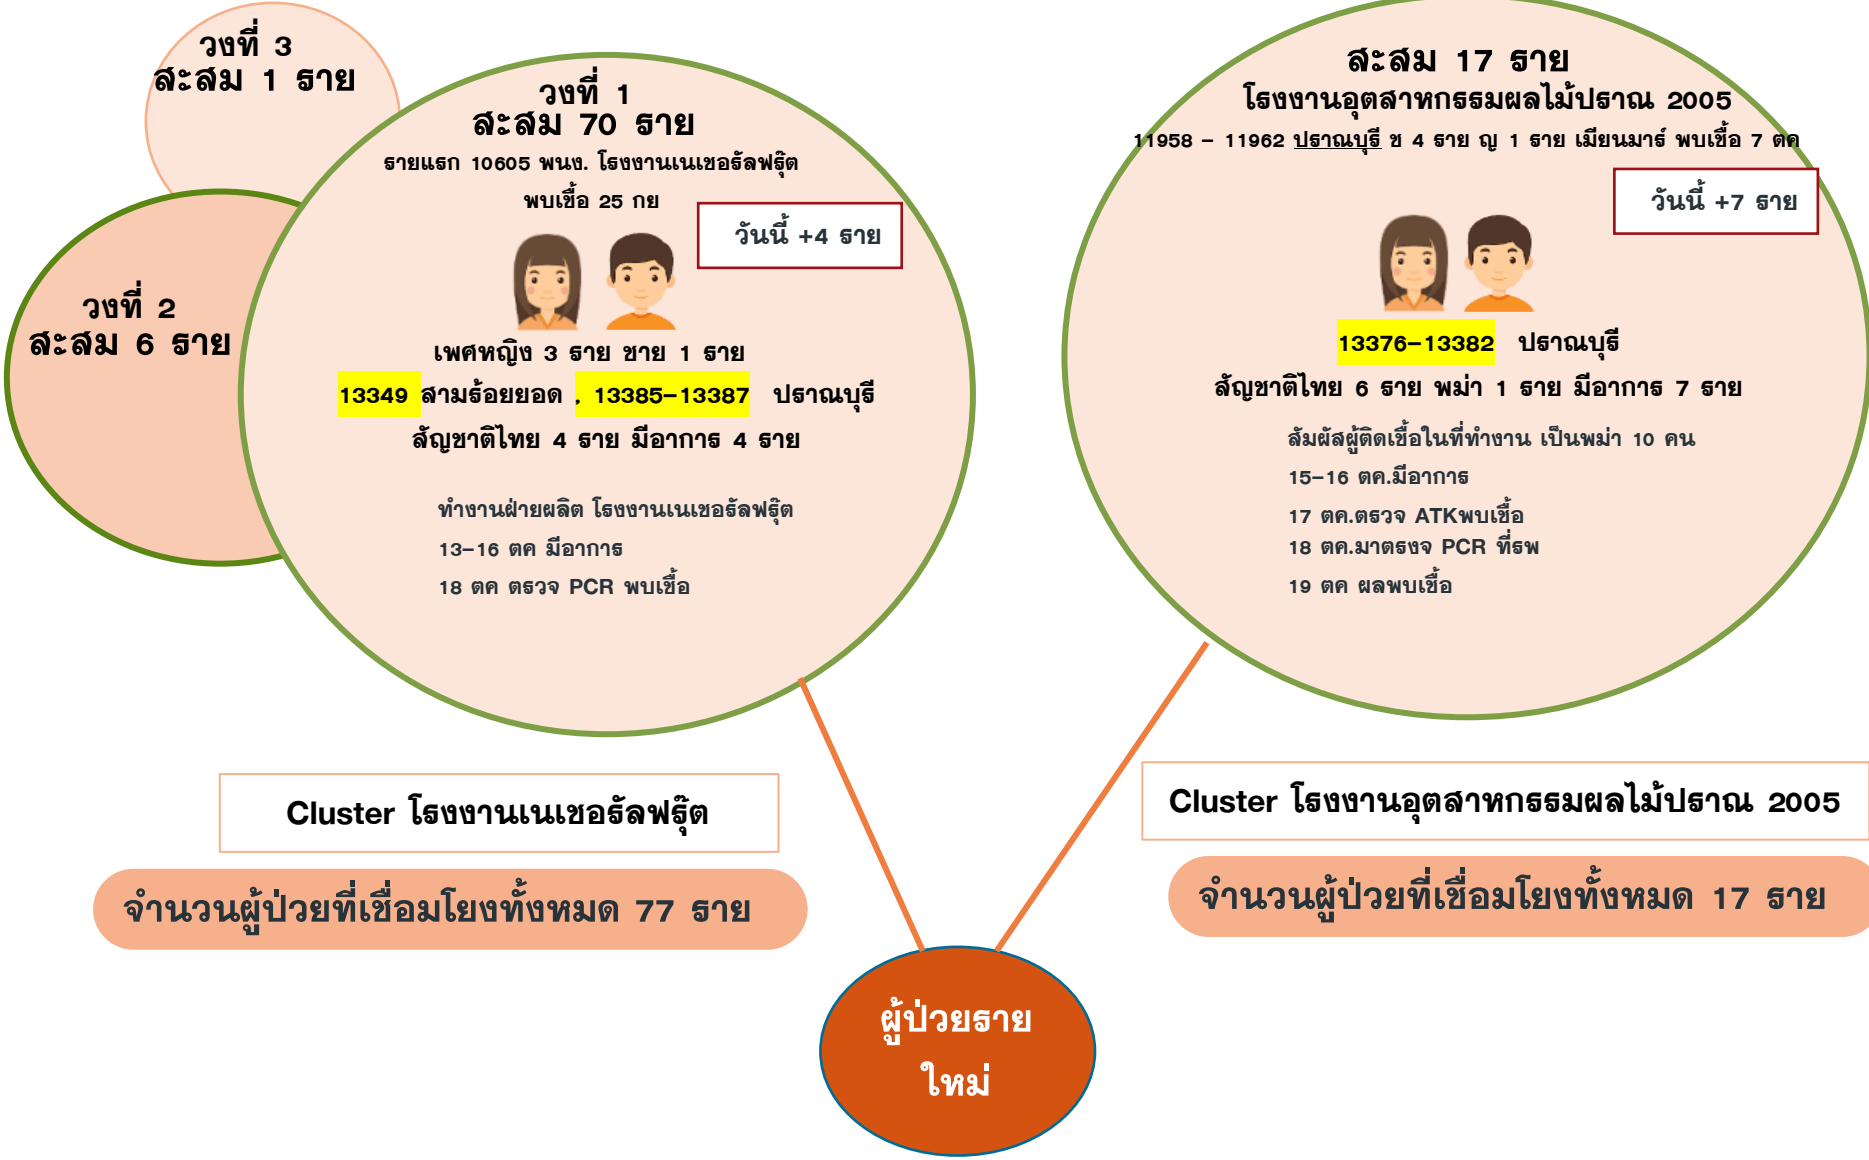 วงที่ 3
สะสม 1 ราย
วงที่ 2
สะสม 6 ราย
วงที่ 1
สะสม 70 ราย
รายแรก 10605 พนง. โรงงานเนเชอรัลฟรุ๊ต
พบเชื้อ 25 กย
วันนี้ +4 ราย
เพศหญิง 3 ราย ชาย 1 ราย
13349 สามร้อยยอด , 13385-13387 ปราณบุรี
สัญชาติไทย 4 ราย มีอาการ 4 ราย
ทำงานฝ่ายผลิต โรงงานเนเชอรัลฟรุ๊ต
13-16 ตค มีอาการ
18 ตค ตรวจ PCR พบเชื้อ
Cluster โรงงานเนเชอรัลฟรุ๊ต
จำนวนผู้ป่วยที่เชื่อมโยงทั้งหมด 77 ราย
สะสม 17 ราย
โรงงานอุตสาหกรรมผลไม้ปราณ 2005
11958 - 11962 ปราณบุรี ช 4 ราย ญ 1 ราย เมียนมาร์ พบเชื้อ 7 ตค
วันนี้ +7 ราย
13376-13382 ปราณบุรี
สัญชาติไทย 6 ราย พม่า 1 ราย มีอาการ 7 ราย
สัมผัสผู้ติดเชื้อในที่ทำงาน เป็นพม่า 10 คน
15-16 ตค.มีอาการ
17 ตค.ตรวจ ATKพบเชื้อ
18 ตค.มาตรงจ PCR ที่รพ
19 ตค ผลพบเชื้อ
Cluster โรงงานอุตสาหกรรมผลไม้ปราณ 2005
จำนวนผู้ป่วยที่เชื่อมโยงทั้งหมด 17 ราย
ผู้ป่วยราย
ใหม่